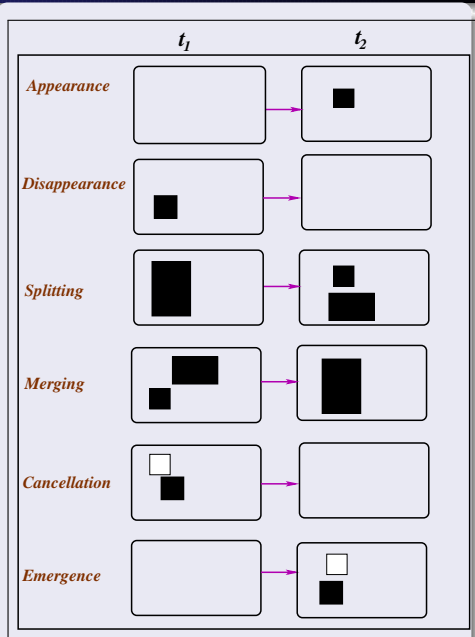 t1 t2
Appearance
Disappearance
Splitting
Merging
Cancellation
Emergence